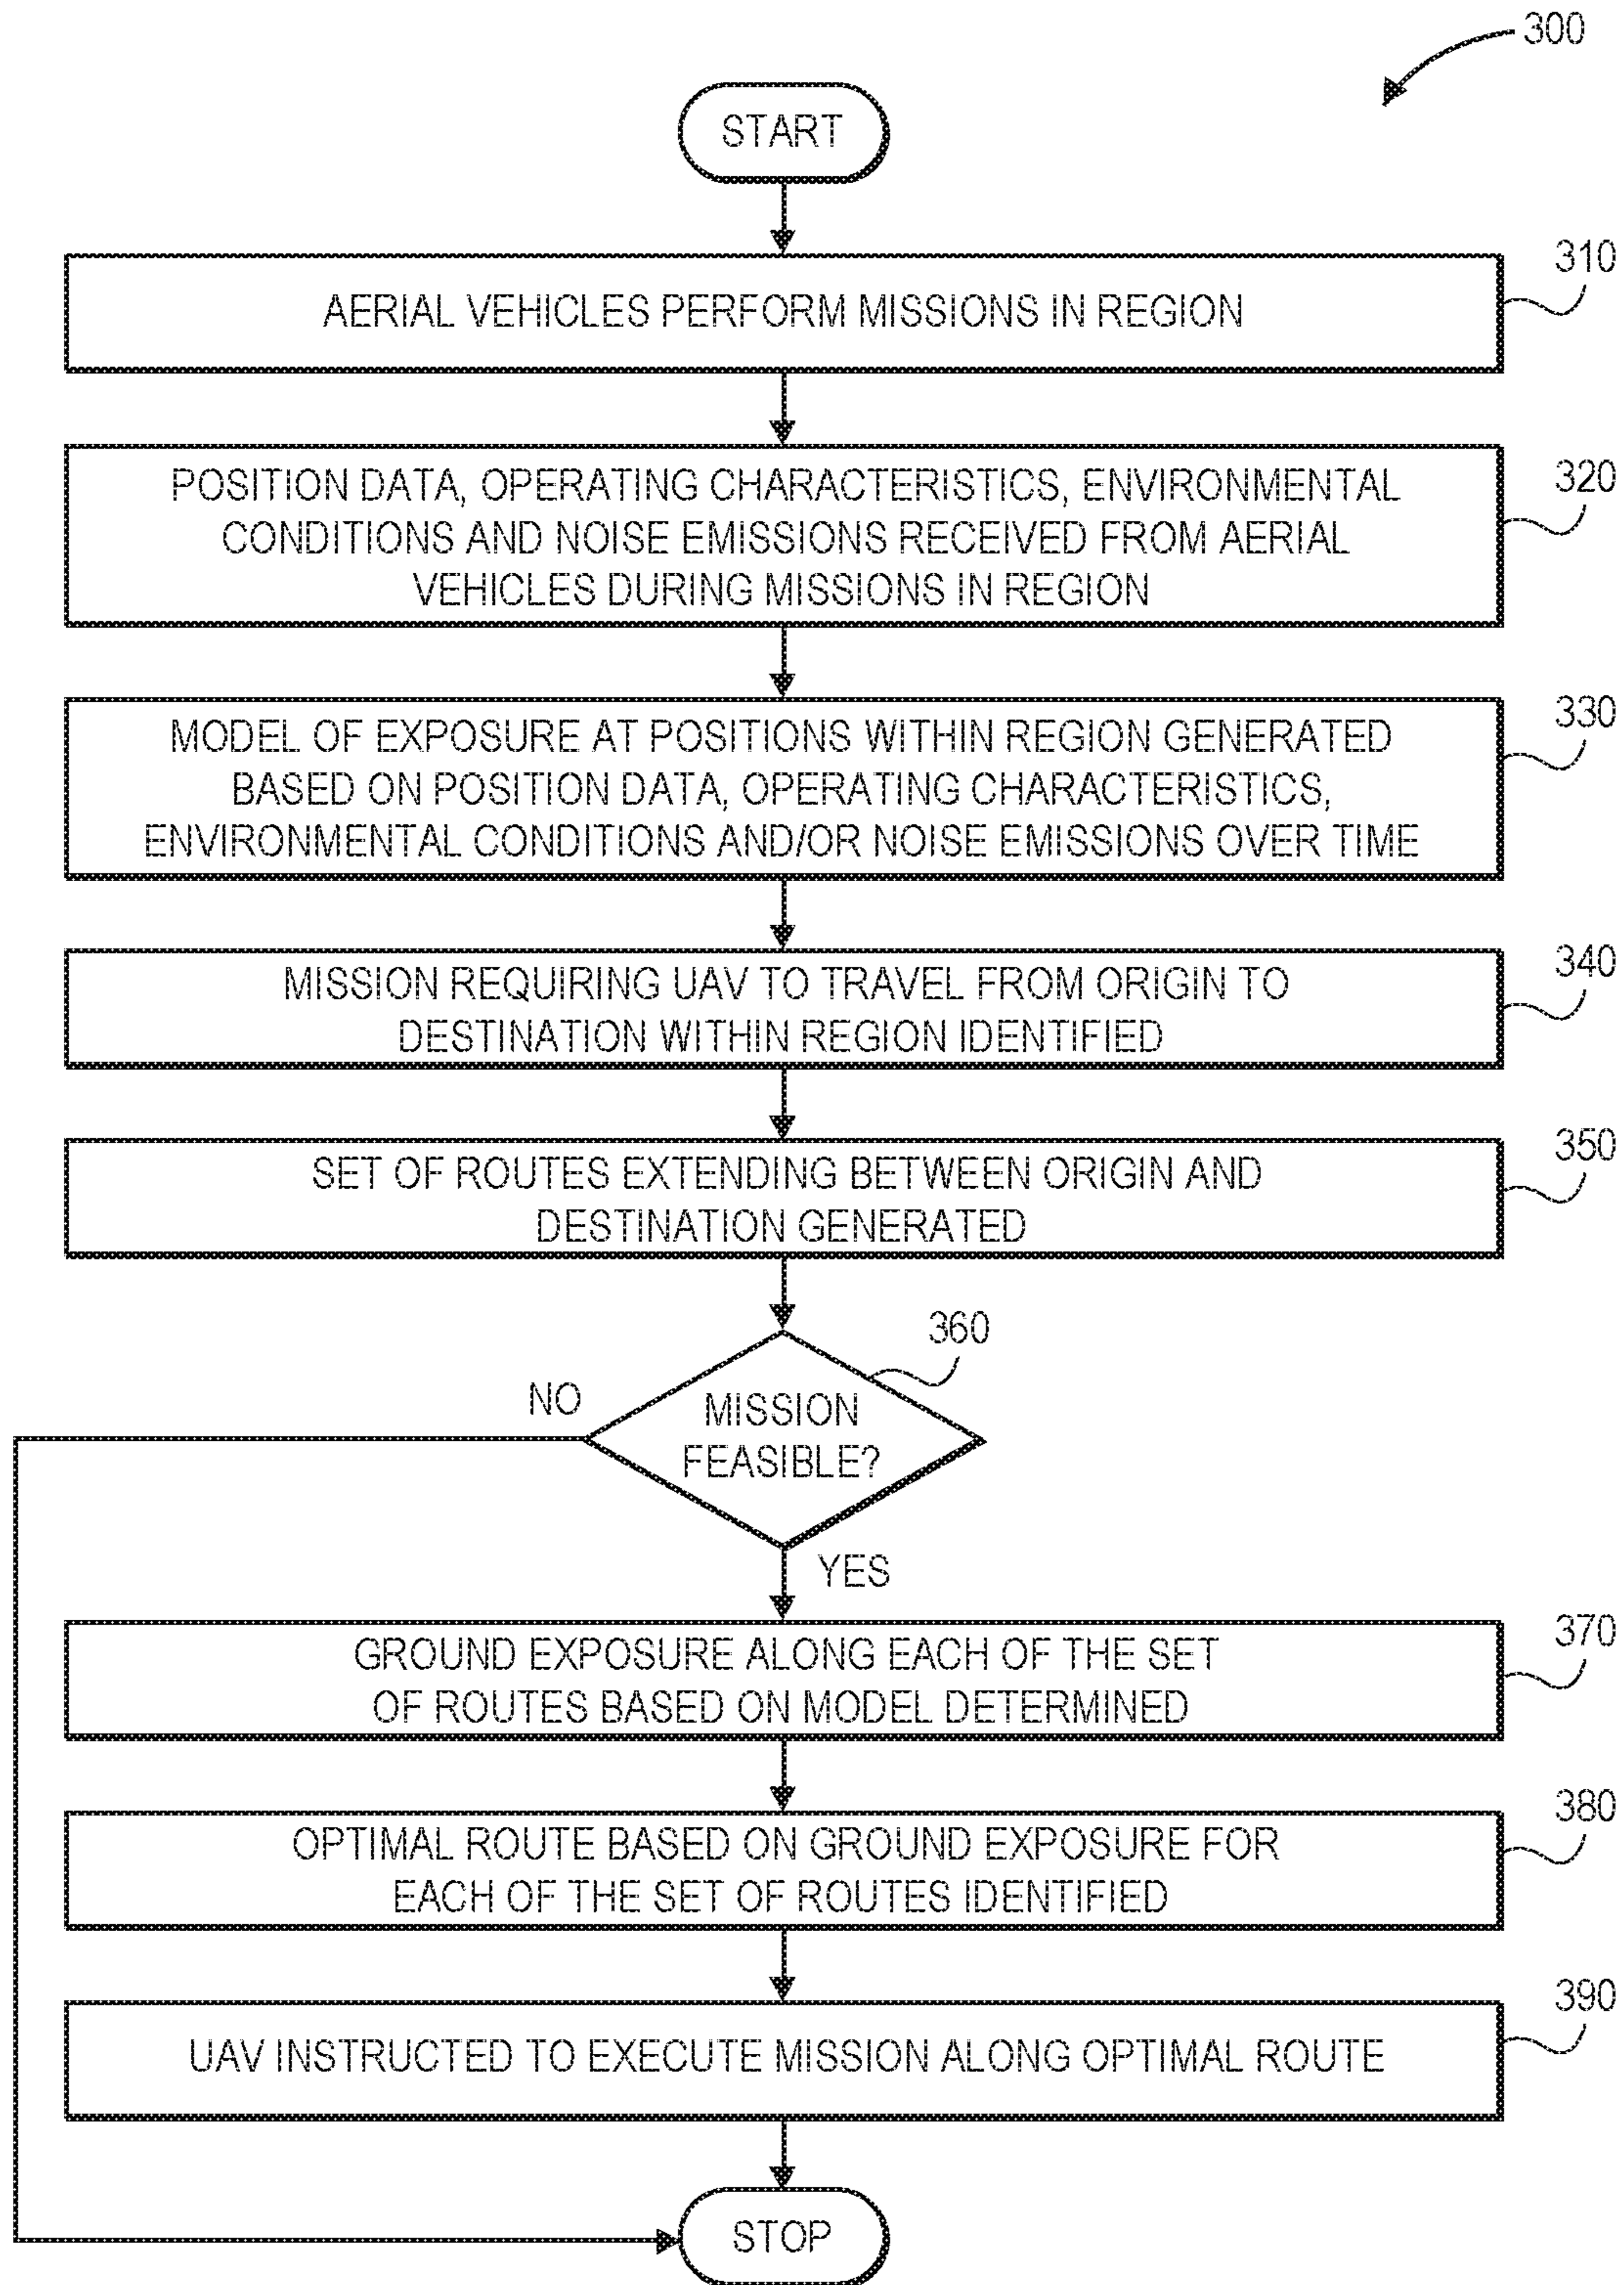 300
START
310
AERIAL VEHICLES PERFORM MISSIONS IN REGION
320
POSITION DATA, OPERATING CHARACTERISTICS, ENVIRONMENTAL
CONDITIONS AND NOISE EMISSIONS RECEIVED FROM AERIAL
VEHICLES DURING MISSIONS IN REGION
330
MODEL OF EXPOSURE AT POSITIONS WITHIN REGION GENERATED
BASED ON POSITION DATA, OPERATING CHARACTERISTICS,
ENVIRONMENTAL CONDITIONS AND/OR NOISE EMISSIONS OVER TIME
340
MISSION REQUIRING UAV TO TRAVEL FROM ORIGIN TO
DESTINATION WITHIN REGION IDENTIFIED
350
SET OF ROUTES EXTENDING BETWEEN ORIGIN AND
DESTINATION GENERATED
360
NO
MISSION
FEASIBLE?
YES
370
GROUND EXPOSURE ALONG EACH OF THE SET
OF ROUTES BASED ON MODEL DETERMINED
380
OPTIMAL ROUTE BASED ON GROUND EXPOSURE FOR
EACH OF THE SET OF ROUTES IDENTIFIED
390
UAV INSTRUCTED TO EXECUTE MISSION ALONG OPTIMAL ROUTE
STOP